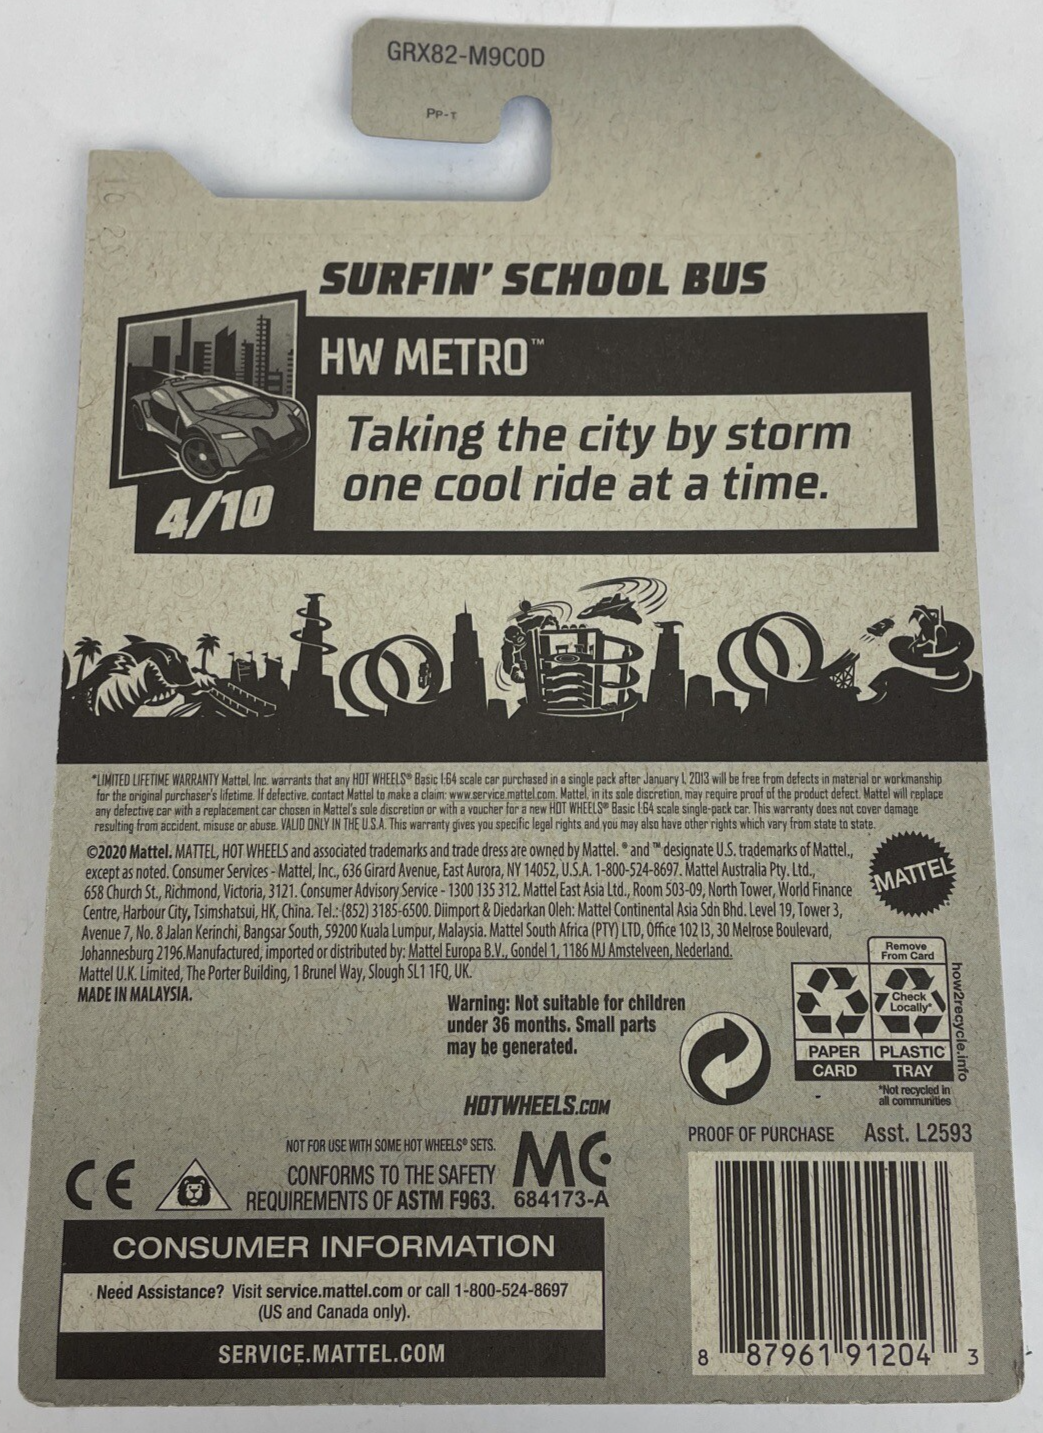 GRX82-M9C0D
PP-T
SURFIN' SCHOOL BUS
HW METRO™
Taking the city by storm
one cool ride at a time.
4/10
*LIMITED LIFETIME WARRANTY Mattel, Inc. warrants that any HOT WHEELS® Basic 1:64 scale car purchased in a single pack after January 1, 2013 will be free from defects in material or workmanship
for the original purchaser's lifetime. If defective, contact Mattel to make a claim: www.service.mattel.com. Mattel, in its sole discretion, may require proof of the product defect. Mattel will replace
any defective car with a replacement car chosen in Mattel's sole discretion or with a voucher for a new HOT WHEELS® Basic 1:64 scale single-pack car. This warranty does not cover damage
resulting from accident, misuse or abuse. VALID ONLY IN THE U.S.A. This warranty gives you specific legal rights and you may also have other rights which vary from state to state.
©2020 Mattel. MATTEL, HOT WHEELS and associated trademarks and trade dress are owned by Mattel. ® and ™ designate U.S. trademarks of Mattel.,
except as noted. Consumer Services - Mattel, Inc., 636 Girard Avenue, East Aurora, NY 14052, U.S.A. 1-800-524-8697. Mattel Australia Pty. Ltd.,
658 Church St., Richmond, Victoria, 3121. Consumer Advisory Service - 1300 135 312. Mattel East Asia Ltd., Room 503-09, North Tower, World Finance
Centre, Harbour City, Tsimshatsui, HK, China. Tel.: (852) 3185-6500. Diimport & Diedarkan Oleh: Mattel Continental Asia Sdn Bhd. Level 19, Tower 3,
Avenue 7, No. 8 Jalan Kerinchi, Bangsar South, 59200 Kuala Lumpur, Malaysia. Mattel South Africa (PTY) LTD, Office 102 I3, 30 Melrose Boulevard,
Johannesburg 2196.Manufactured, imported or distributed by: Mattel Europa B.V., Gondel 1, 1186 MJ Amstelveen, Nederland.
Mattel U.K. Limited, The Porter Building, 1 Brunel Way, Slough SL1 1FQ, UK.
MADE IN MALAYSIA.
MATTEL
Warning: Not suitable for children
under 36 months. Small parts
may be generated.
Remove
From Card
Check
Locally*
PAPER
PLASTIC
CARD
TRAY
how2recycle.info
*Not recycled in
all communities
HOTWHEELS.COM
NOT FOR USE WITH SOME HOT WHEELS® SETS.
CE
CONFORMS TO THE SAFETY
REQUIREMENTS OF ASTM F963.
MC
684173-A
PROOF OF PURCHASE
Asst. L2593
CONSUMER INFORMATION
Need Assistance? Visit service.mattel.com or call 1-800-524-8697
(US and Canada only).
SERVICE.MATTEL.COM
8 87961 91204 3